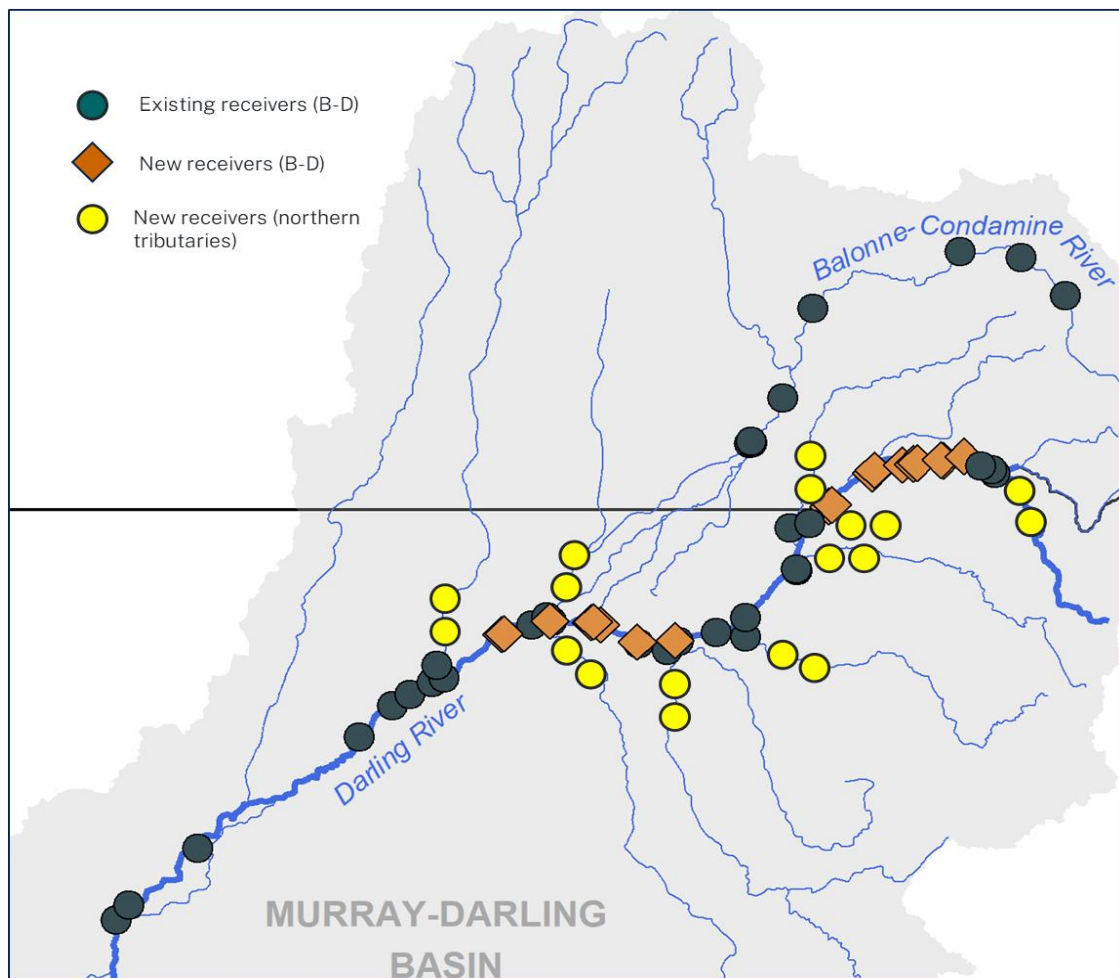 Existing receivers (B-D)
New receivers (B-D)
New receivers (northern
tributaries)
Balonne-Condamine River
Darling River
MURRAY-DARLING
BASIN